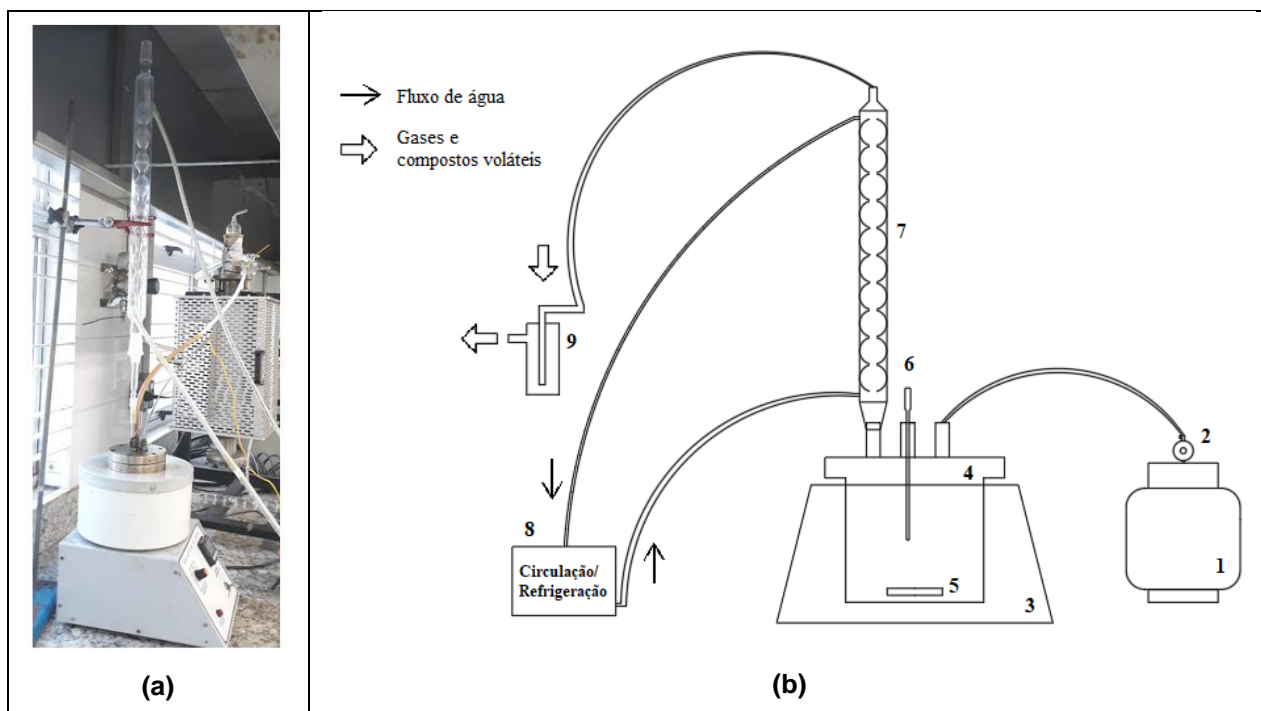 Fluxo de água
Gases e
compostos voláteis
7
9
6
2
4
8
Circulação/
Refrigeração
5
1
3
(a)
(b)